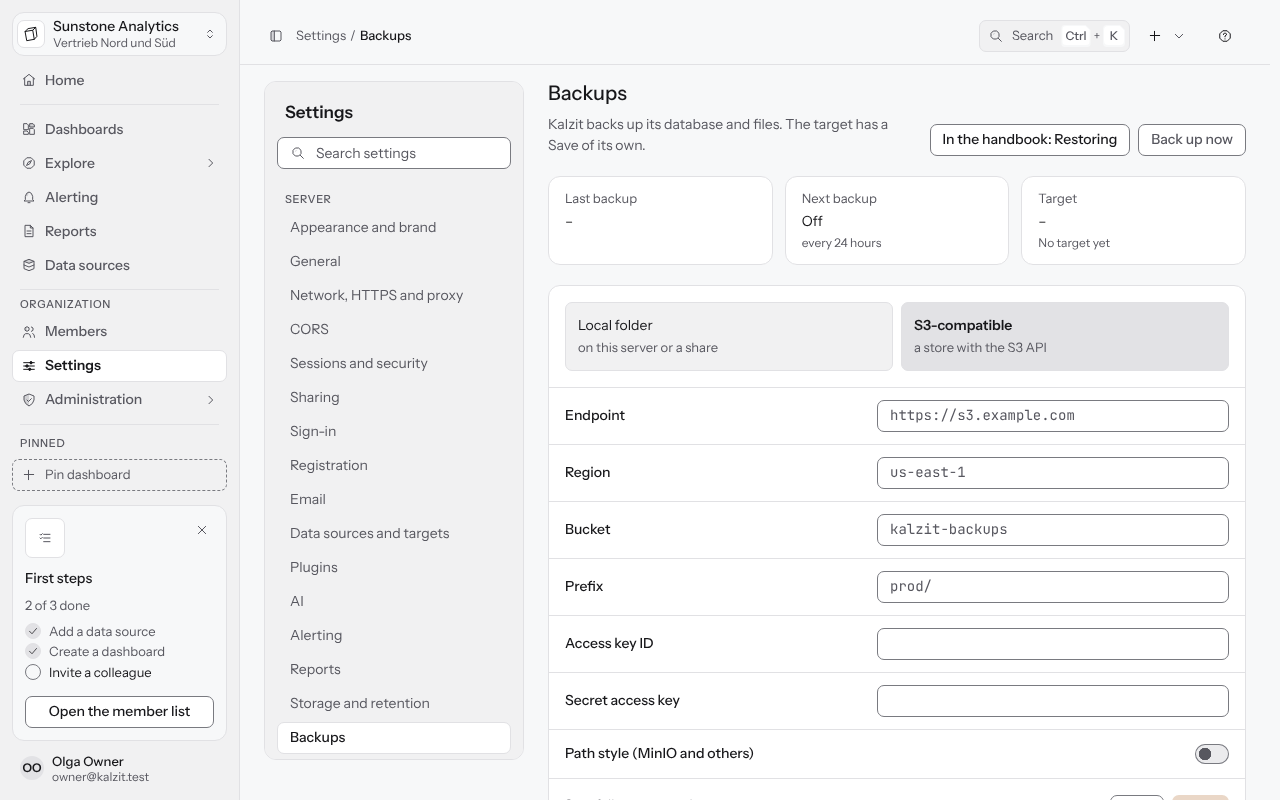 Sunstone Analytics
Vertrieb Nord und Süd
Home
Dashboards
Explore
Alerting
Reports
Data sources
ORGANIZATION
Members
Settings
Administration
PINNED
Pin dashboard
First steps
2 of 3 done
Add a data source
Create a dashboard
Invite a colleague
Open the member list
OO
Olga Owner
owner@kalzit.test
Settings / Backups
Search Ctrl + K
Settings
Search settings
SERVER
Appearance and brand
General
Network, HTTPS and proxy
CORS
Sessions and security
Sharing
Sign-in
Registration
Email
Data sources and targets
Plugins
AI
Alerting
Reports
Storage and retention
Backups
Backups
Kalzit backs up its database and files. The target has a
Save of its own.
In the handbook: Restoring
Back up now
Last backup
–
Next backup
Off
every 24 hours
Target
–
No target yet
Local folder
on this server or a share
S3-compatible
a store with the S3 API
Endpoint
https://s3.example.com
Region
us-east-1
Bucket
kalzit-backups
Prefix
prod/
Access key ID
Secret access key
Path style (MinIO and others)